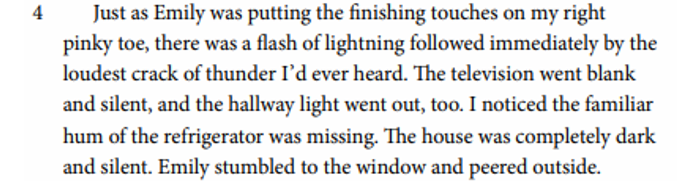 4 Just as Emily was putting the finishing touches on my right
pinky toe, there was a flash of lightning followed immediately by the
loudest crack of thunder I’d ever heard. The television went blank
and silent, and the hallway light went out, too. I noticed the familiar
hum of the refrigerator was missing. The house was completely dark
and silent. Emily stumbled to the window and peered outside.